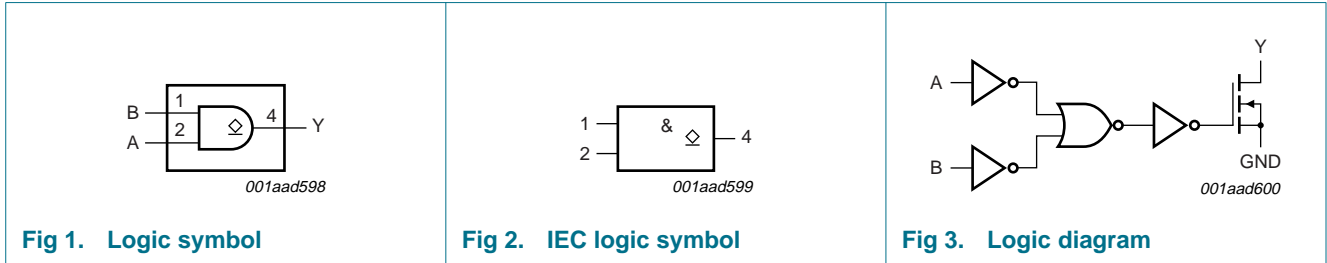 B
1
2
A
4
Y
001aad598
Fig 1. Logic symbol
1
2
&
4
001aad599
Fig 2. IEC logic symbol
A
B
Y
GND
001aad600
Fig 3. Logic diagram